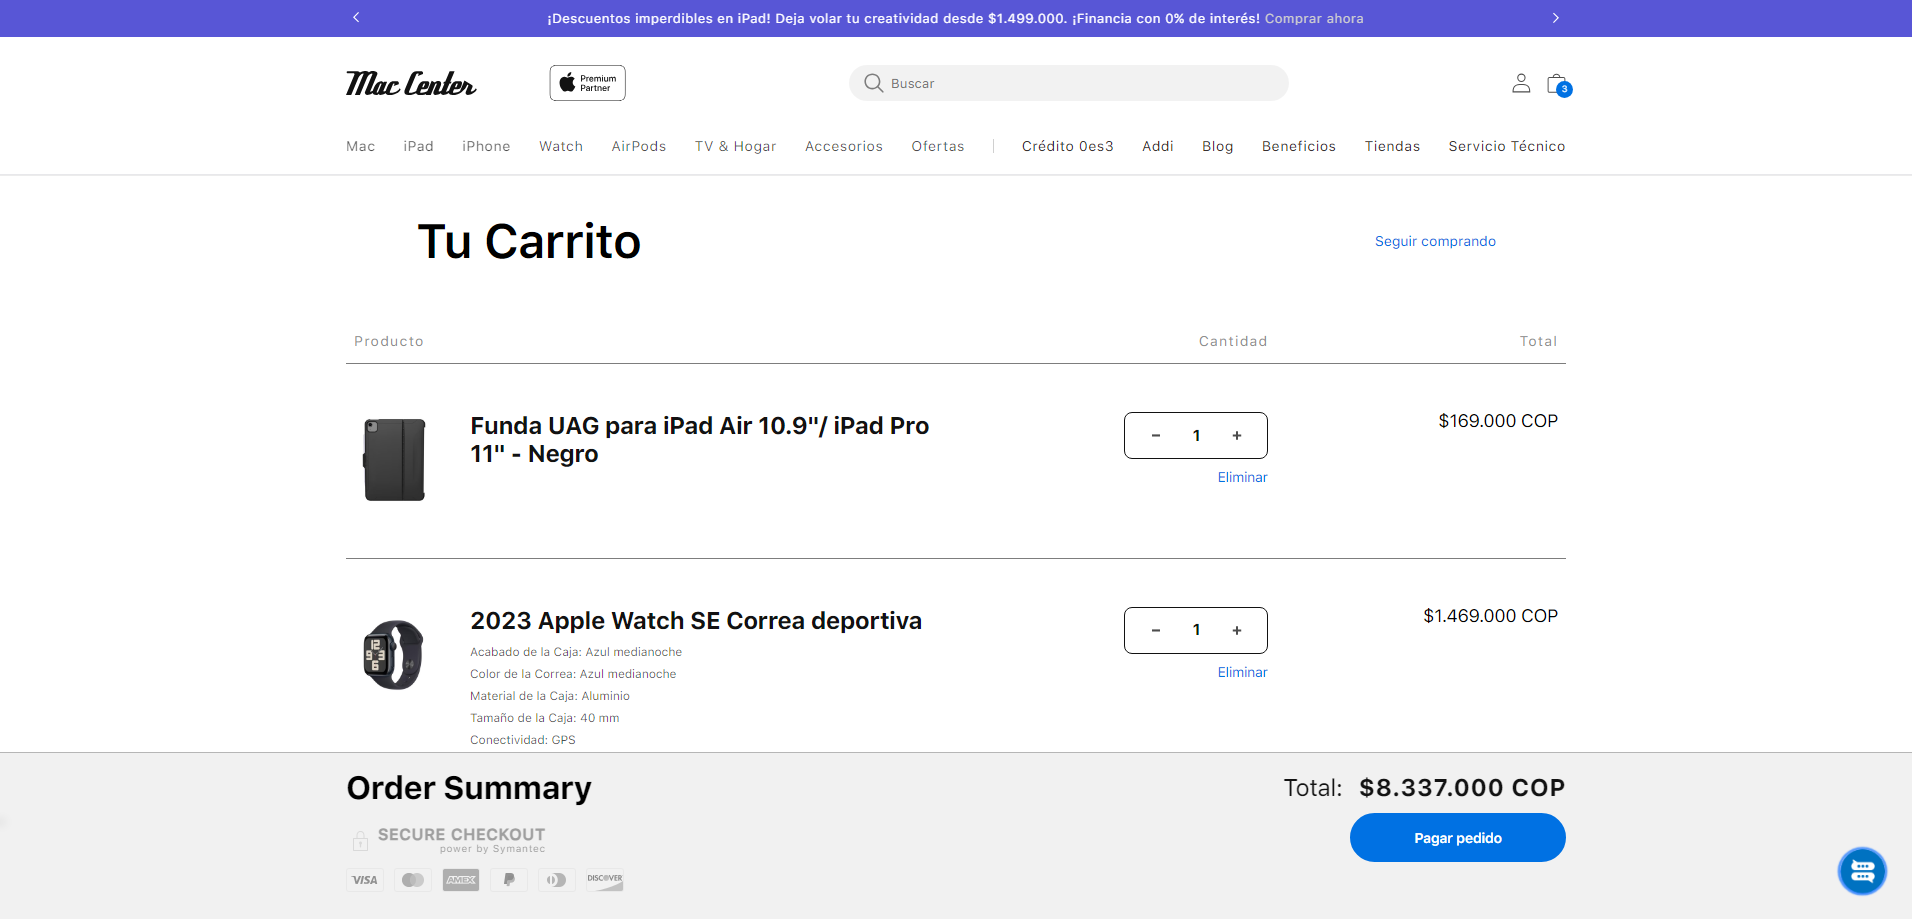 ¡Descuentos imperdibles en iPad! Deja volar tu creatividad desde $1.499.000. ¡Financia con 0% de interés! Comprar ahora
Mac Center
Premium
Partner
Buscar
3
Mac iPad iPhone Watch AirPods TV & Hogar Accesorios Ofertas Crédito 0es3 Addi Blog Beneficios Tiendas Servicio Técnico
Tu Carrito
Seguir comprando
Producto Cantidad Total
Funda UAG para iPad Air 10.9"/ iPad Pro
11" - Negro
- 1 +
$169.000 COP
Eliminar
2023 Apple Watch SE Correa deportiva
- 1 +
$1.469.000 COP
Acabado de la Caja: Azul medianoche
Color de la Correa: Azul medianoche
Eliminar
Material de la Caja: Aluminio
Tamaño de la Caja: 40 mm
Conectividad: GPS
Order Summary
Total: $8.337.000 COP
SECURE CHECKOUT
power by Symantec
Pagar pedido
VISA
AMEX
DISCOVER